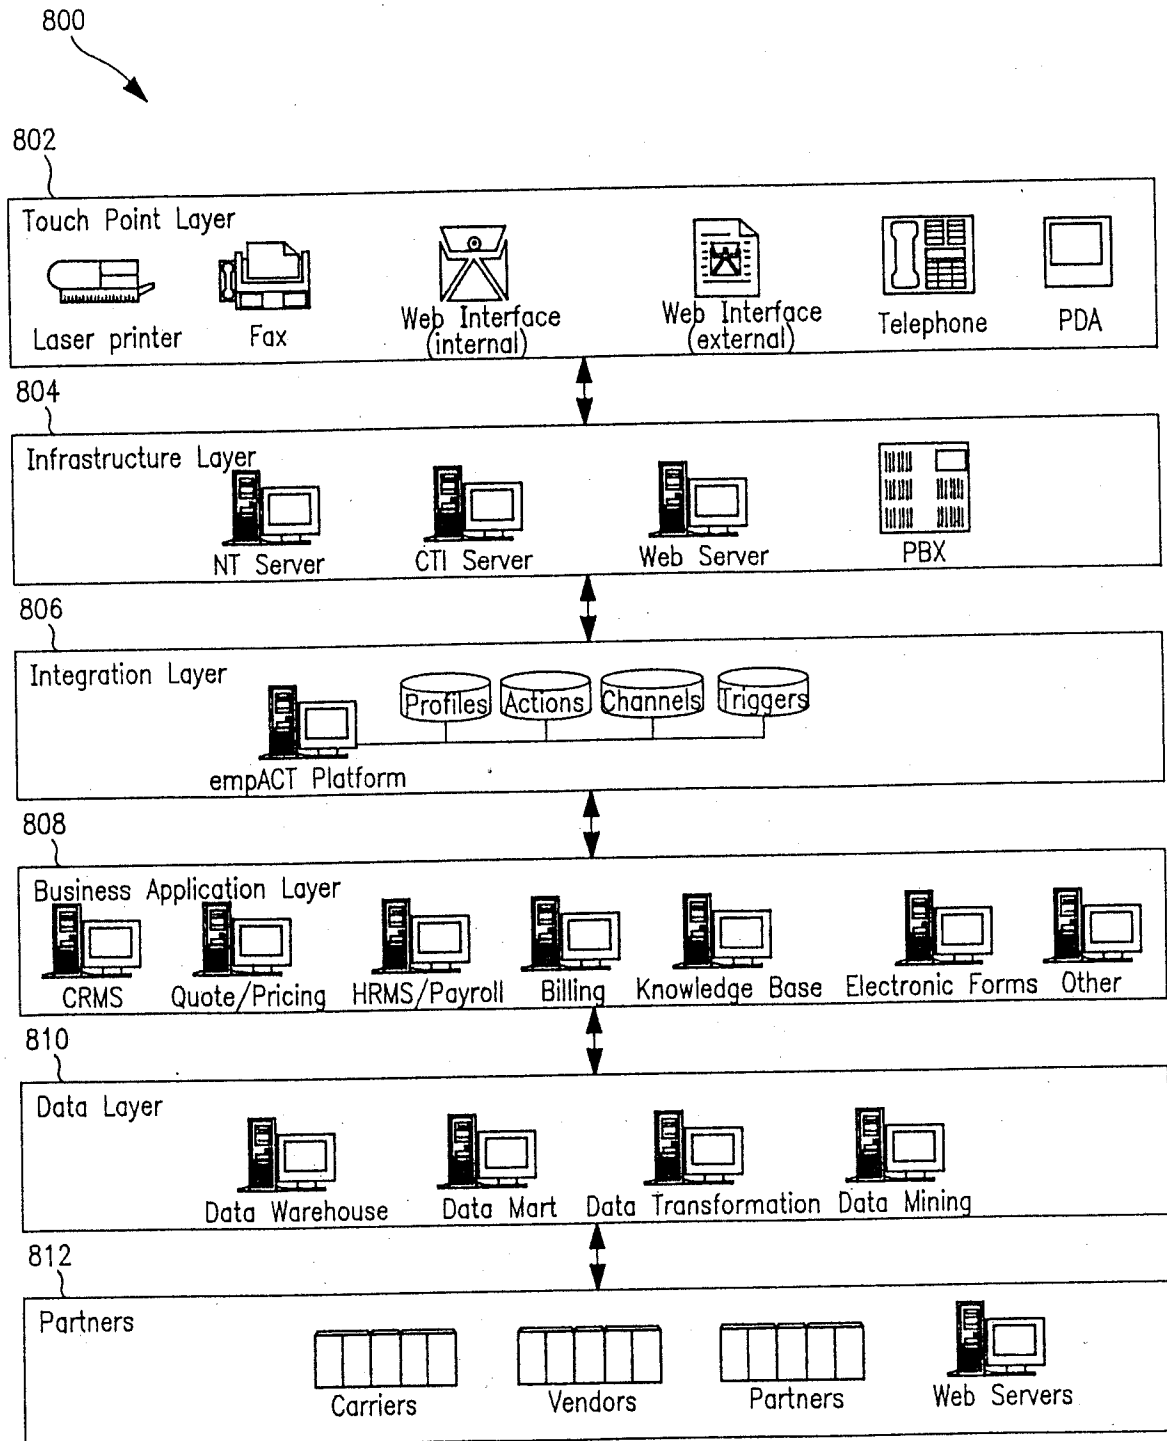 800
802
Touch Point Layer
Laser printer
Fax
Web Interface
(internal)
Web Interface
(external)
Telephone
PDA
804
Infrastructure Layer
NT Server
CTI Server
Web Server
PBX
806
Integration Layer
Profiles
Actions
Channels
Triggers
empACT Platform
808
Business Application Layer
CRMS
Quote/Pricing
HRMS/Payroll
Billing
Knowledge Base
Electronic Forms
Other
810
Data Layer
Data Warehouse
Data Mart
Data Transformation
Data Mining
812
Partners
Carriers
Vendors
Partners
Web Servers